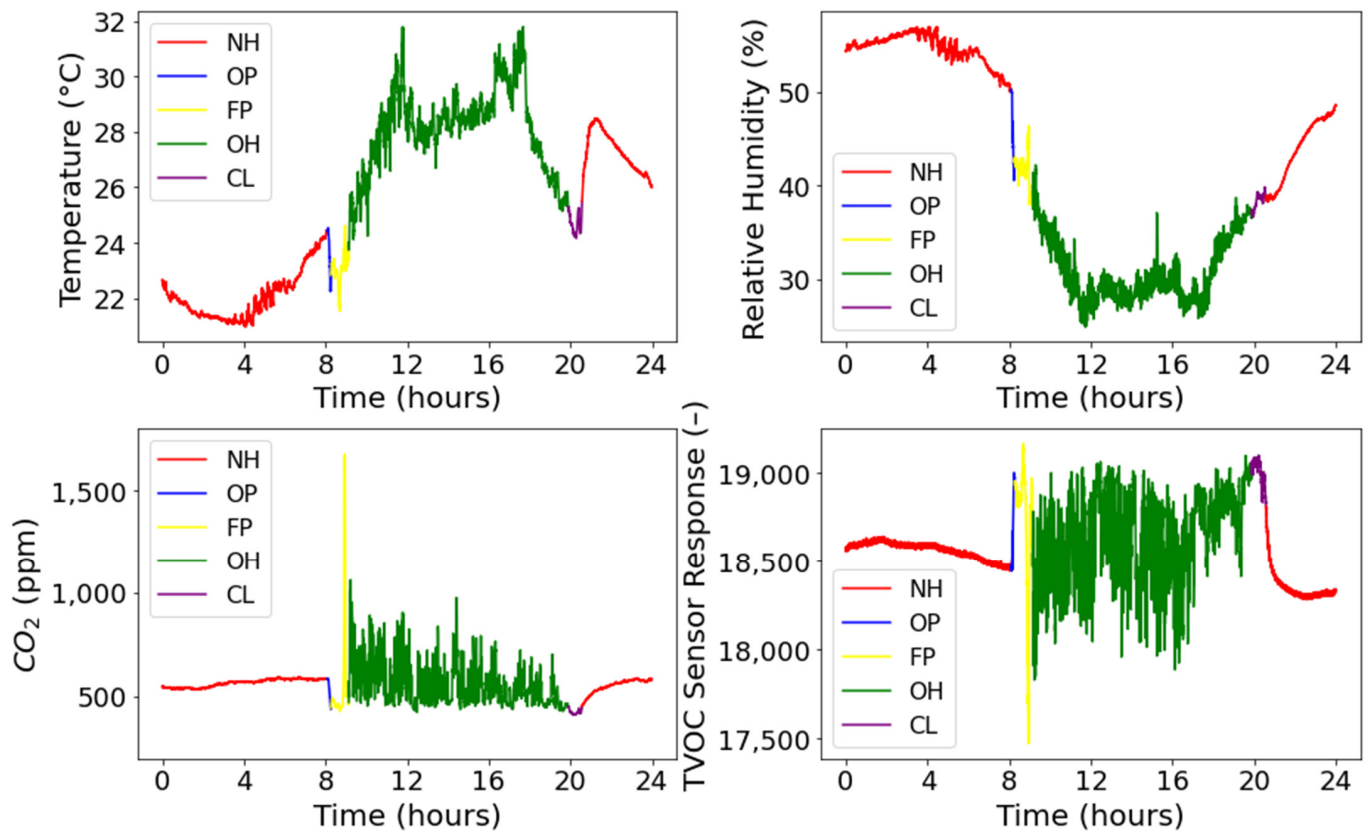 Temperature (°C)
32
30
28
26
24
22
NH
OP
FP
OH
CL
0 4 8 12 16 20 24
Time (hours)
Relative Humidity (%)
50
40
30
NH
OP
FP
OH
CL
0 4 8 12 16 20 24
Time (hours)
CO2 (ppm)
1,500
1,000
500
NH
OP
FP
OH
CL
0 4 8 12 16 20 24
Time (hours)
TVOC Sensor Response (–)
19,000
18,500
18,000
17,500
NH
OP
FP
OH
CL
0 4 8 12 16 20 24
Time (hours)